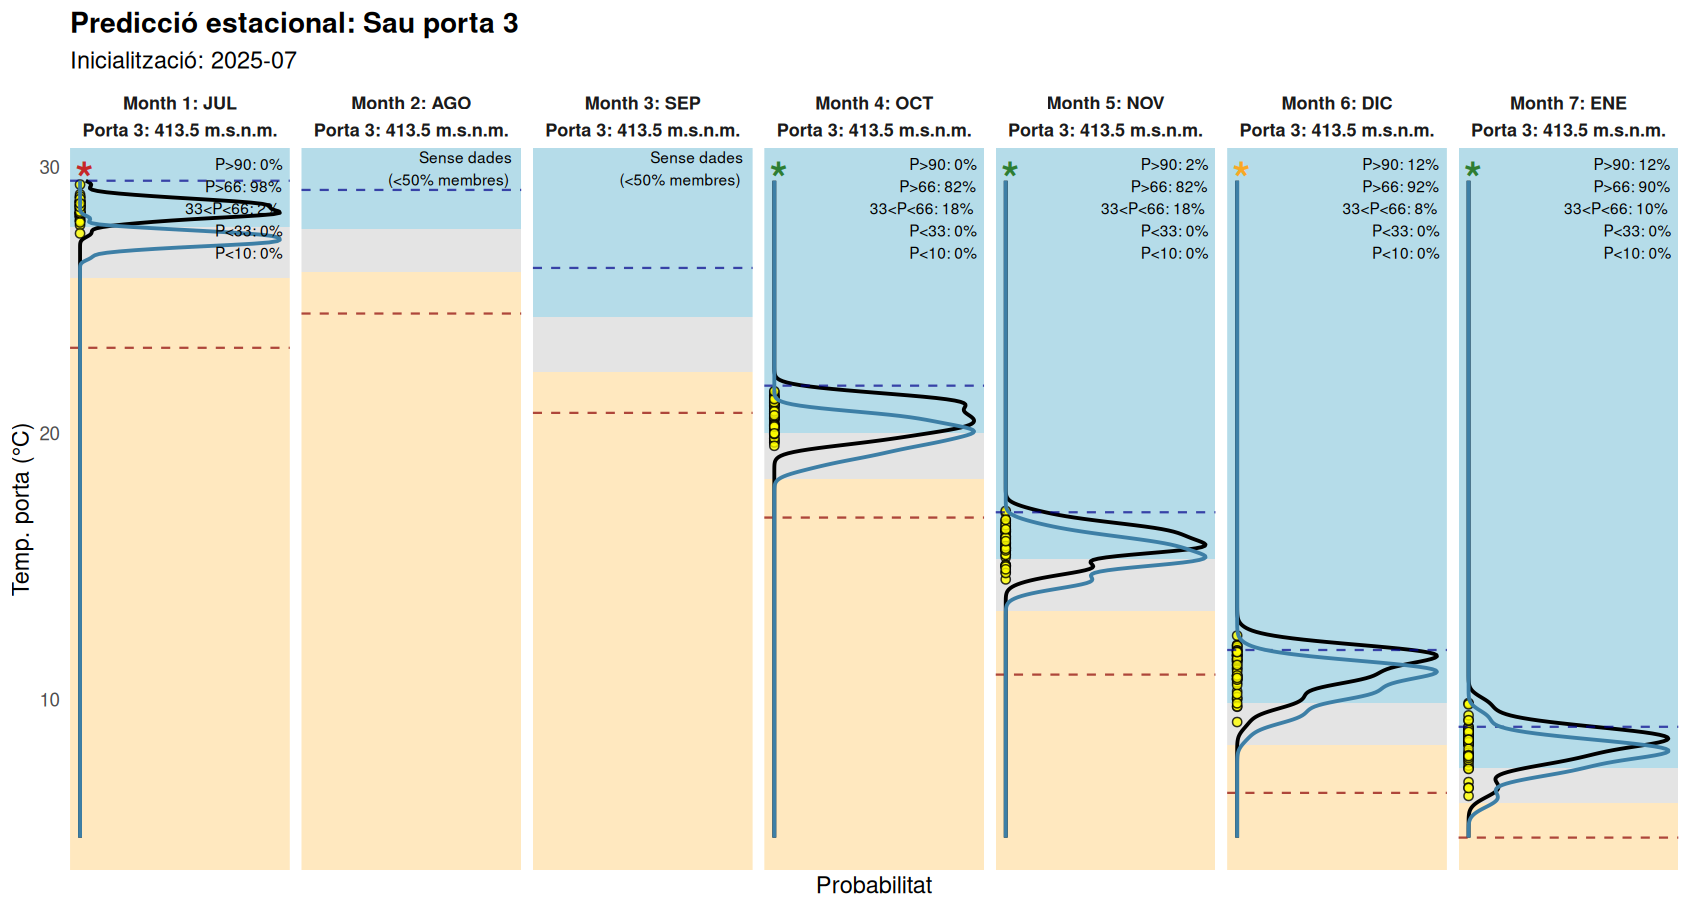 Predicció estacional: Sau porta 3
Inicialització: 2025-07
Month 1: JUL
Porta 3: 413.5 m.s.n.m.
Month 2: AGO
Porta 3: 413.5 m.s.n.m.
Month 3: SEP
Porta 3: 413.5 m.s.n.m.
Month 4: OCT
Porta 3: 413.5 m.s.n.m.
Month 5: NOV
Porta 3: 413.5 m.s.n.m.
Month 6: DIC
Porta 3: 413.5 m.s.n.m.
Month 7: ENE
Porta 3: 413.5 m.s.n.m.
Temp. porta (°C)
30
20
10
*
P>90: 0%
P>66: 98%
33<P<66: 2%
P<33: 0%
P<10: 0%
Sense dades
(<50% membres)
Sense dades
(<50% membres)
*
P>90: 0%
P>66: 82%
33<P<66: 18%
P<33: 0%
P<10: 0%
*
P>90: 2%
P>66: 82%
33<P<66: 18%
P<33: 0%
P<10: 0%
*
P>90: 12%
P>66: 92%
33<P<66: 8%
P<33: 0%
P<10: 0%
*
P>90: 12%
P>66: 90%
33<P<66: 10%
P<33: 0%
P<10: 0%
Probabilitat